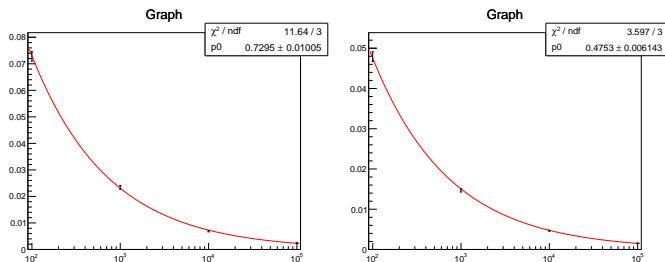 Graph
χ² / ndf 11.64 / 3
p0 0.7295 ± 0.01005
0.08
0.07
0.06
0.05
0.04
0.03
0.02
0.01
0
10² 10³ 10⁴ 10⁵
Graph
χ² / ndf 3.597 / 3
p0 0.4753 ± 0.006143
0.05
0.04
0.03
0.02
0.01
0
10² 10³ 10⁴ 10⁵